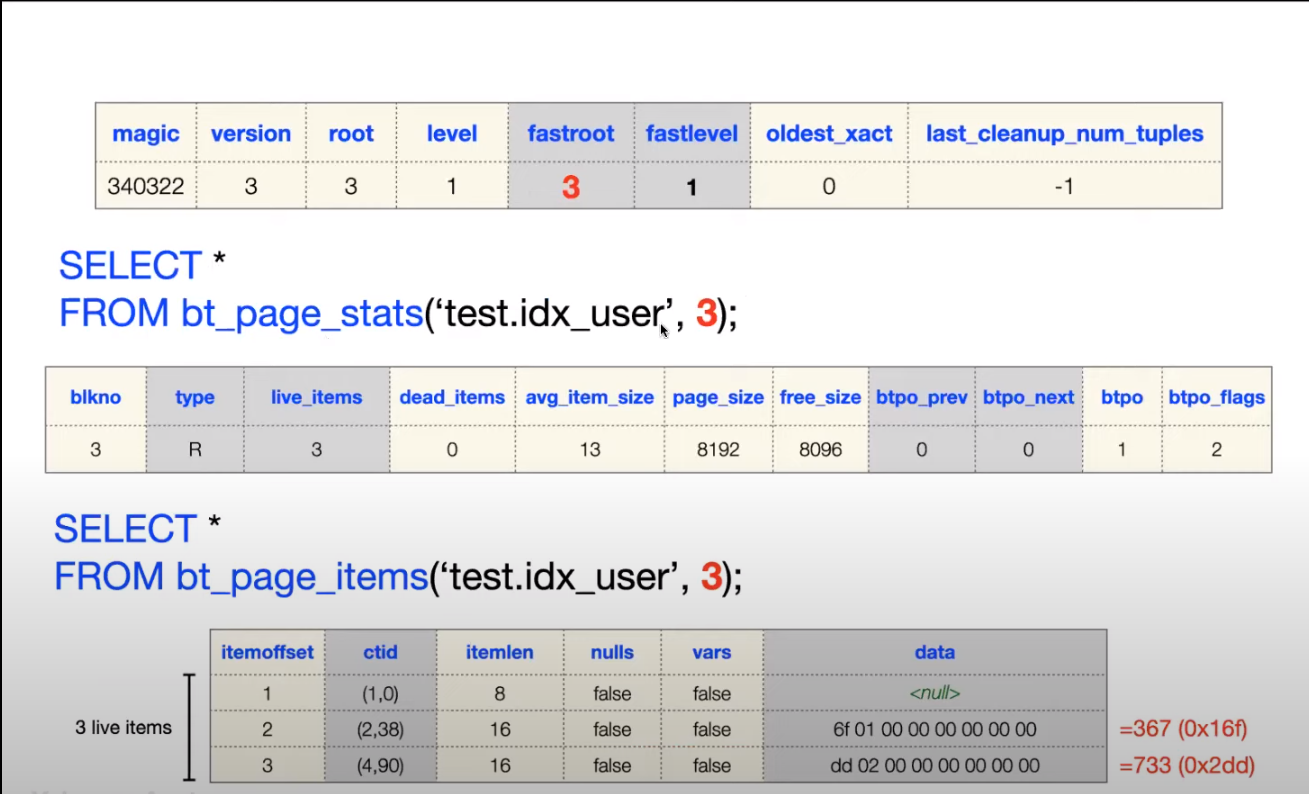 magic version root level fastroot fastlevel oldest_xact last_cleanup_num_tuples
340322 3 3 1 3 1 0 -1
SELECT *
FROM bt_page_stats(‘test.idx_user’, 3);
blkno type live_items dead_items avg_item_size page_size free_size btpo_prev btpo_next btpo btpo_flags
3 R 3 0 13 8192 8096 0 0 1 2
SELECT *
FROM bt_page_items(‘test.idx_user’, 3);
itemoffset ctid itemlen nulls vars data
1 (1,0) 8 false false <null>
3 live items
2 (2,38) 16 false false 6f 01 00 00 00 00 00 00 =367 (0x16f)
3 (4,90) 16 false false dd 02 00 00 00 00 00 00 =733 (0x2dd)